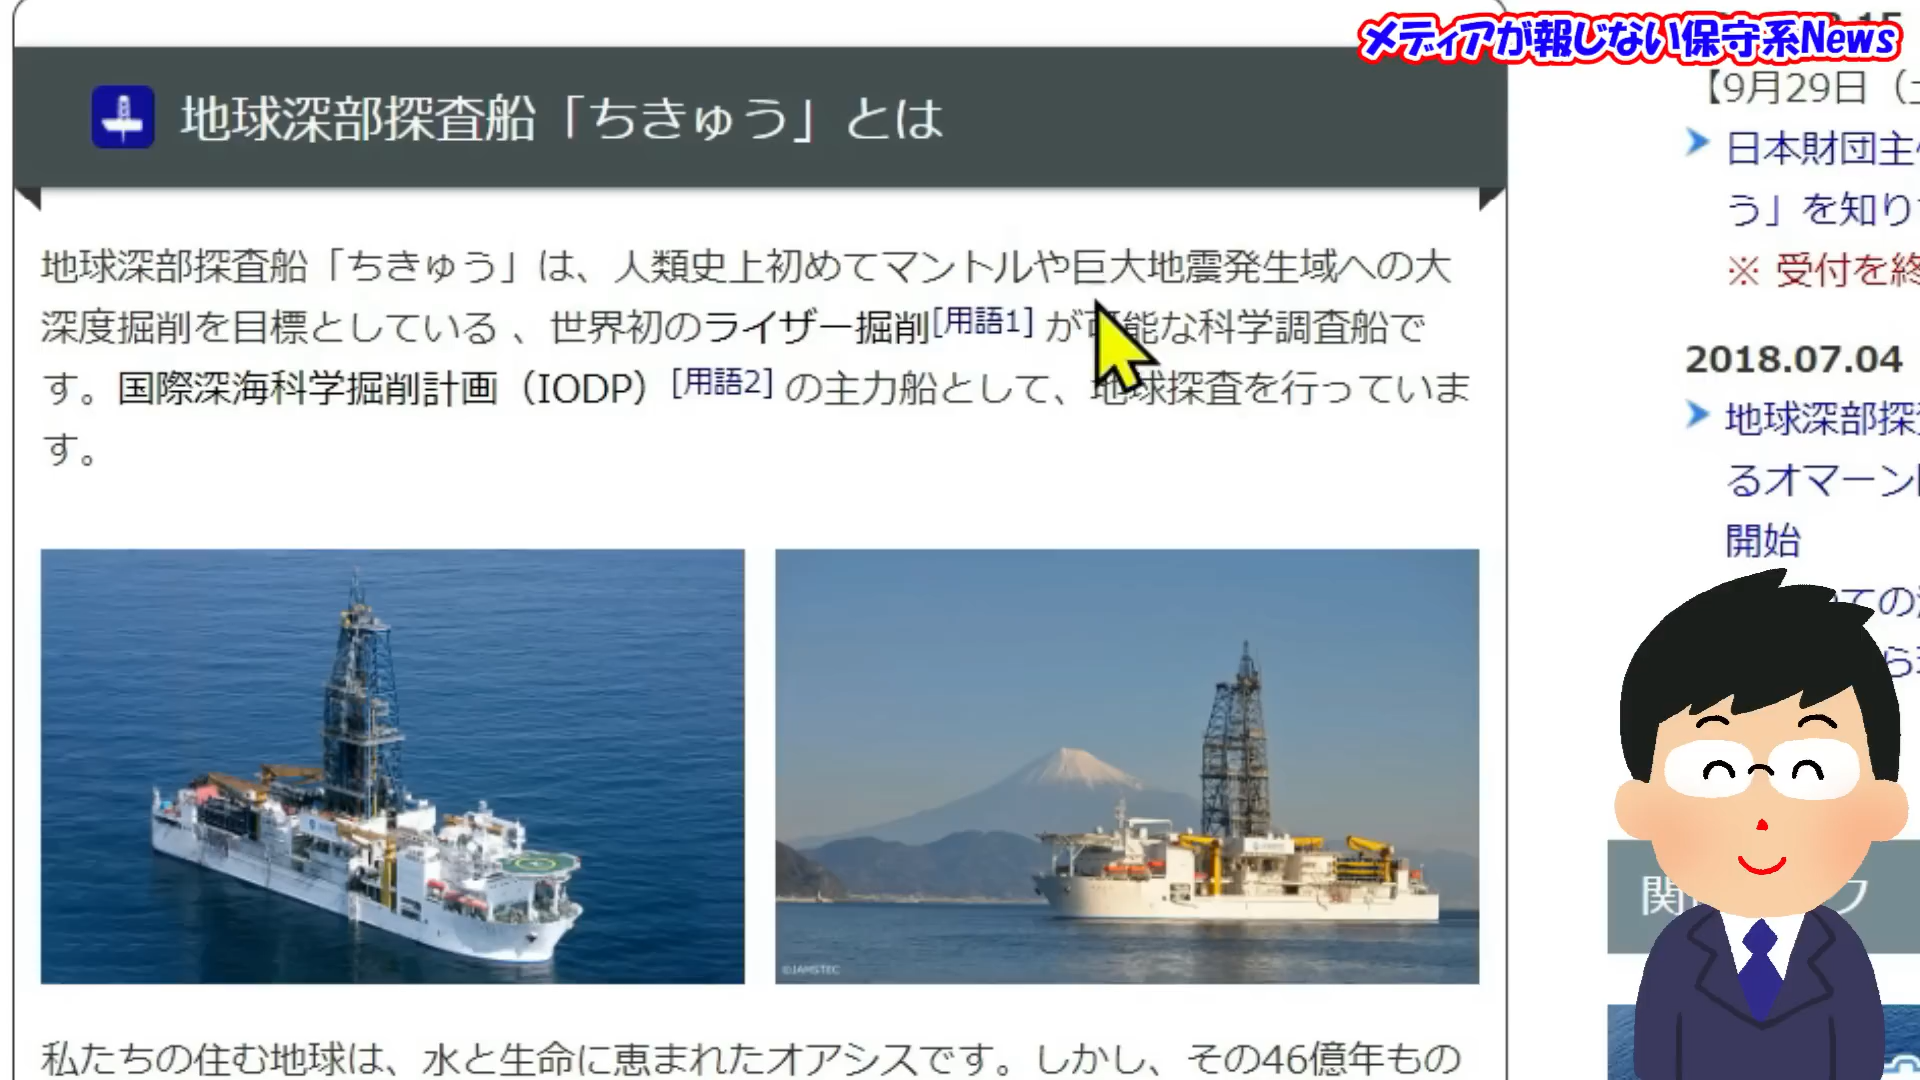 メディアが報じない保守系News
地球深部探査船「ちきゅう」とは
地球深部探査船「ちきゅう」は、人類史上初めてマントルや巨大地震発生域への大
深度掘削を目標としている 、世界初のライザー掘削[用語1] が可能な科学調査船で
す。国際深海科学掘削計画（IODP）[用語2] の主力船として、地球探査を行っていま
す。
©JAMSTEC
私たちの住む地球は、水と生命に恵まれたオアシスです。しかし、その46億年もの
【9月29日（土
日本財団主
う」を知り
※ 受付を終
2018.07.04
地球深部探
るオマーン
開始
ての
ら
関